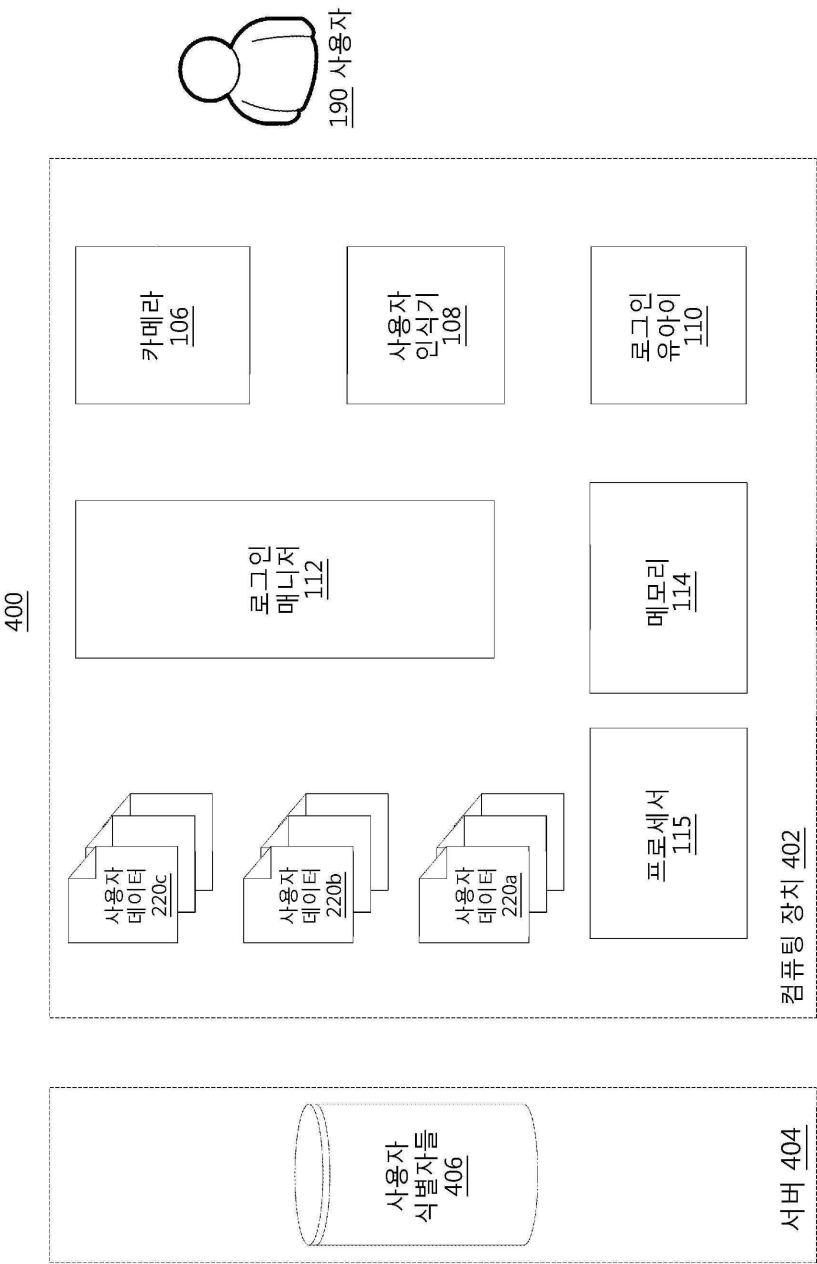 400
사용자
식별자들
406
서버 404
사용자
데이터
220c
사용자
데이터
220b
사용자
데이터
220a
프로세서
115
로그인
매니저
112
메모리
114
카메라
106
사용자
인식기
108
로그인
유아이
110
컴퓨팅 장치 402
190 사용자